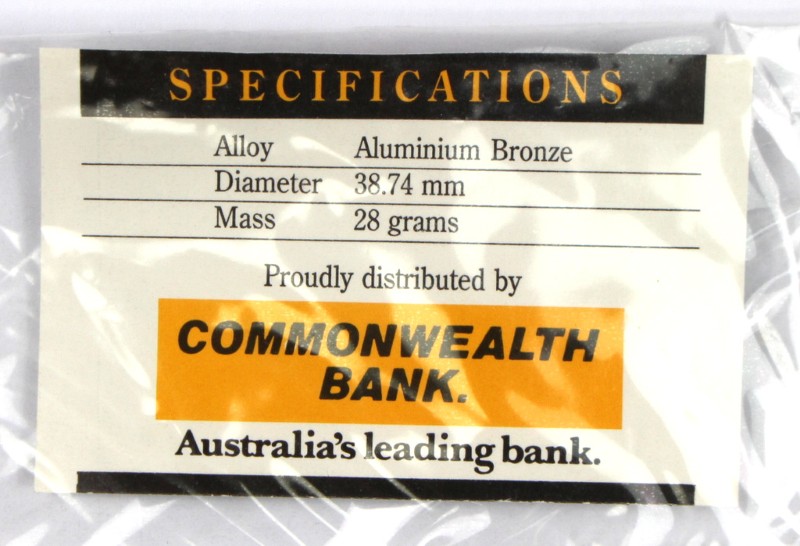 SPECIFICATIONS
Alloy Aluminium Bronze
Diameter 38.74 mm
Mass 28 grams
Proudly distributed by
COMMONWEALTH
BANK.
Australia's leading bank.